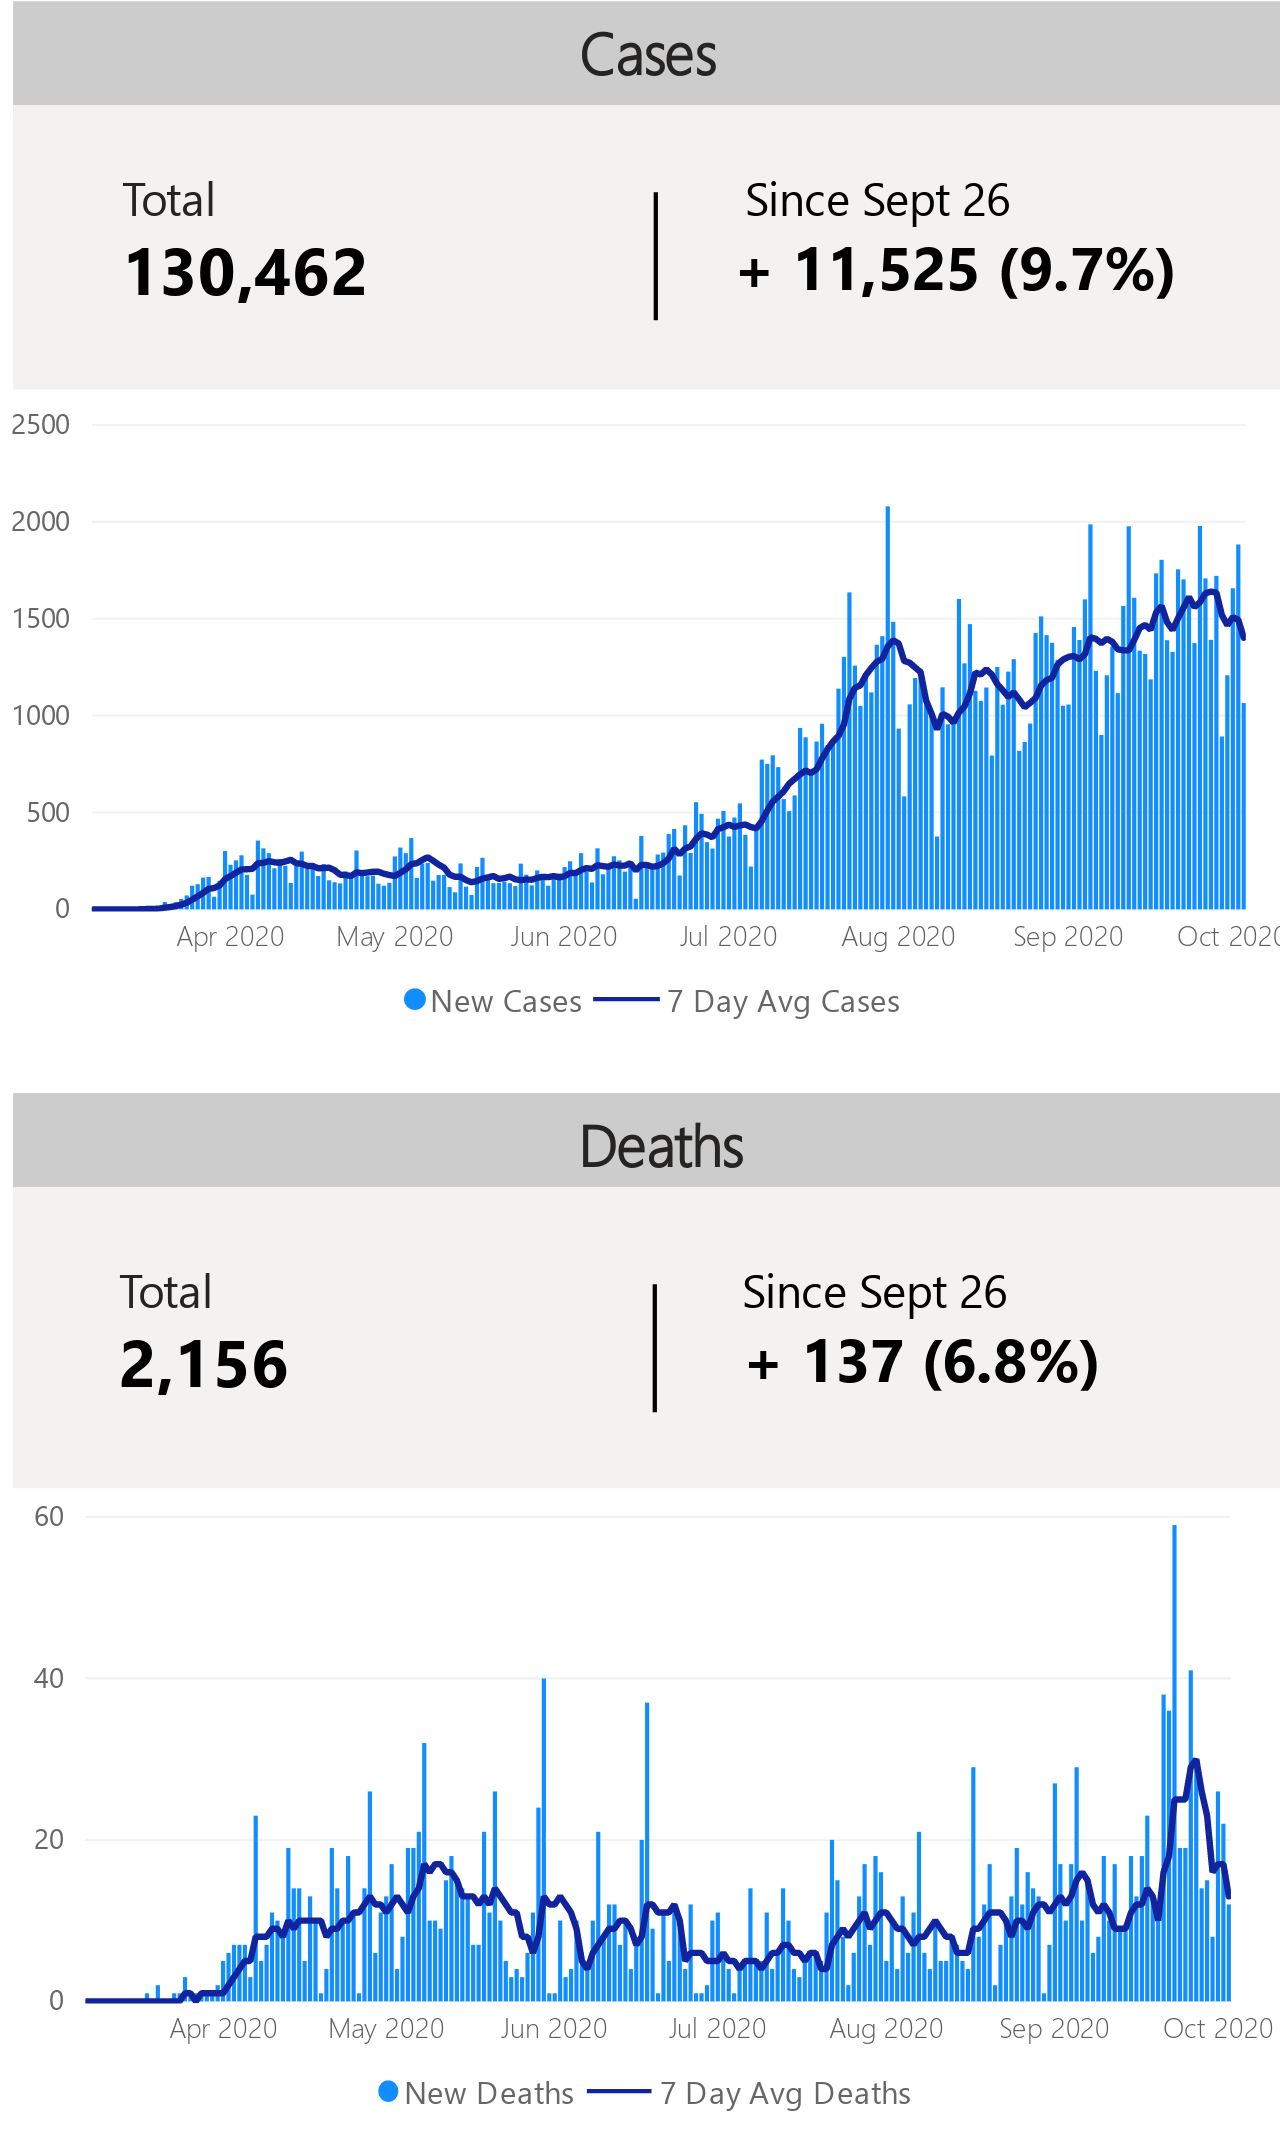 Cases
Total
Since Sept 26
130,462
+ 11,525 (9.7%)
2500
2000
1500
1000
500
0
Apr 2020 May 2020 Jun 2020 Jul 2020 Aug 2020 Sep 2020 Oct 2020
New Cases 7 Day Avg Cases
Deaths
Total
Since Sept 26
2,156
+ 137 (6.8%)
60
40
20
0
Apr 2020 May 2020 Jun 2020 Jul 2020 Aug 2020 Sep 2020 Oct 2020
New Deaths 7 Day Avg Deaths